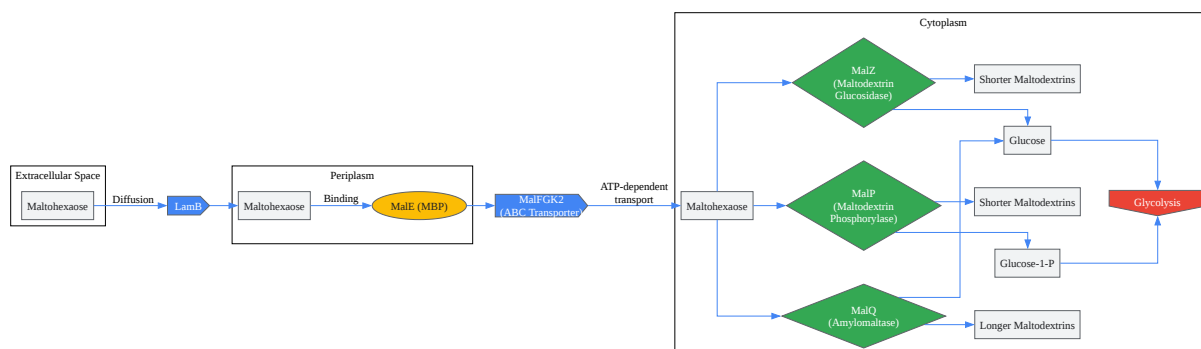 Cytoplasm
MalZ
(Maltodextrin
Glucosidase)
Shorter Maltodextrins
Glucose
Extracellular Space
Maltohexaose
Diffusion
LamB
Periplasm
Maltohexaose
Binding
MalE (MBP)
MalFGK2
(ABC Transporter)
ATP-dependent
transport
Maltohexaose
MalP
(Maltodextrin
Phosphorylase)
Shorter Maltodextrins
Glycolysis
Glucose-1-P
MalQ
(Amylomaltase)
Longer Maltodextrins